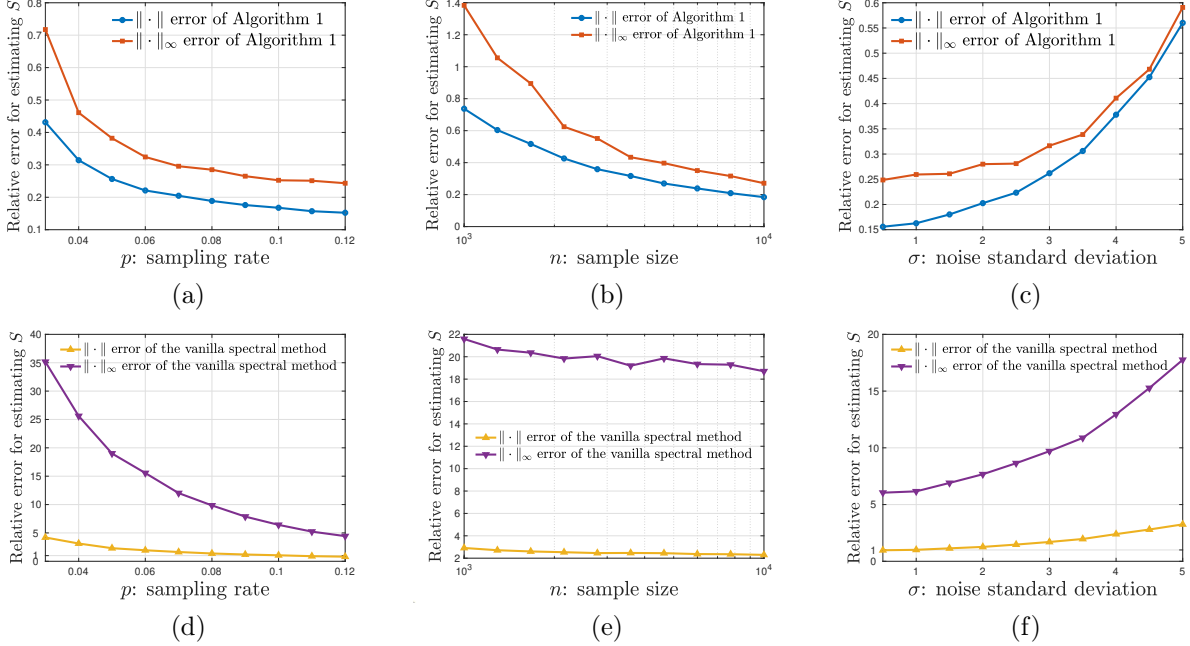 Relative error for estimating S
0.8
0.7
0.6
0.5
0.4
0.3
0.2
0.1
‖ · ‖ error of Algorithm 1
‖ · ‖∞ error of Algorithm 1
0.04 0.06 0.08 0.1 0.12
p: sampling rate
(a)
Relative error for estimating S
1.4
1.2
1
0.8
0.6
0.4
0.2
0
‖ · ‖ error of Algorithm 1
‖ · ‖∞ error of Algorithm 1
10³ 10⁴
n: sample size
(b)
Relative error for estimating S
0.6
0.55
0.5
0.45
0.4
0.35
0.3
0.25
0.2
0.15
‖ · ‖ error of Algorithm 1
‖ · ‖∞ error of Algorithm 1
1 2 3 4 5
σ: noise standard deviation
(c)
Relative error for estimating S
40
35
30
25
20
15
10
5
1
0
‖ · ‖ error of the vanilla spectral method
‖ · ‖∞ error of the vanilla spectral method
0.04 0.06 0.08 0.1 0.12
p: sampling rate
(d)
Relative error for estimating S
22
20
18
16
14
12
10
8
6
4
2
‖ · ‖ error of the vanilla spectral method
‖ · ‖∞ error of the vanilla spectral method
10³ 10⁴
n: sample size
(e)
Relative error for estimating S
20
15
10
5
1
0
‖ · ‖ error of the vanilla spectral method
‖ · ‖∞ error of the vanilla spectral method
1 2 3 4 5
σ: noise standard deviation
(f)